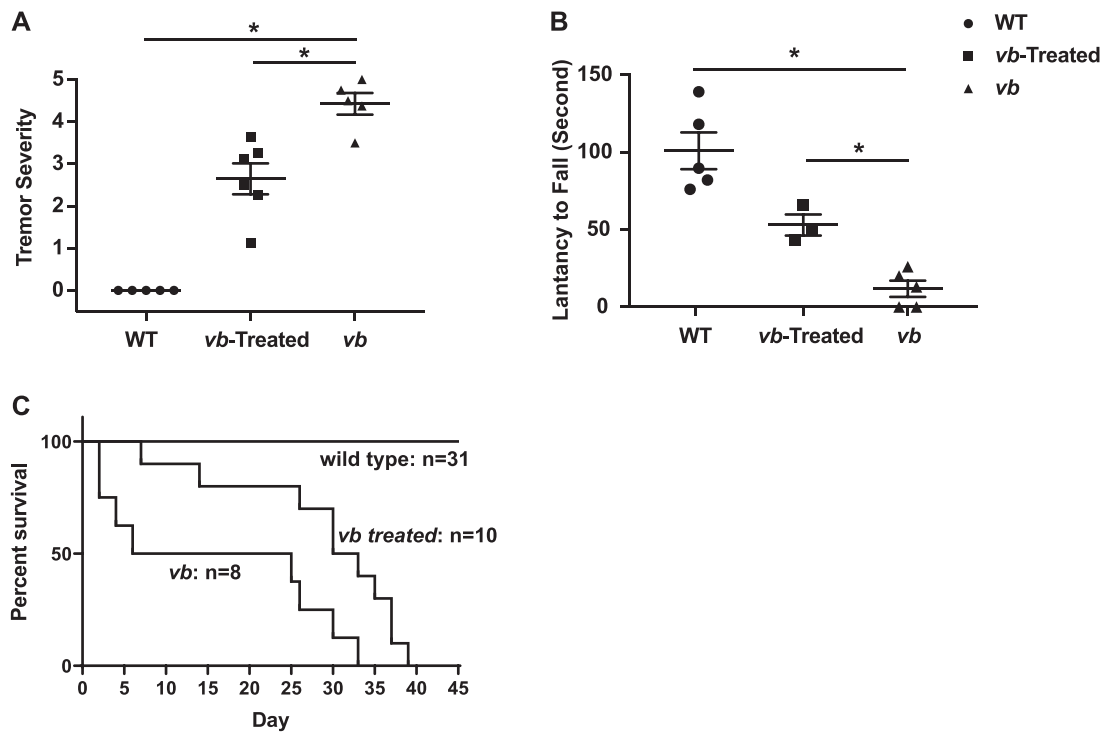 A
*
*
Tremor Severity
5
4
3
2
1
0
WT
vb-Treated
vb
B
WT
vb-Treated
vb
*
*
Lantancy to Fall (Second)
150
100
50
0
WT
vb-Treated
vb
C
Percent survival
100
50
0
wild type: n=31
vb treated: n=10
vb: n=8
0 5 10 15 20 25 30 35 40 45
Day